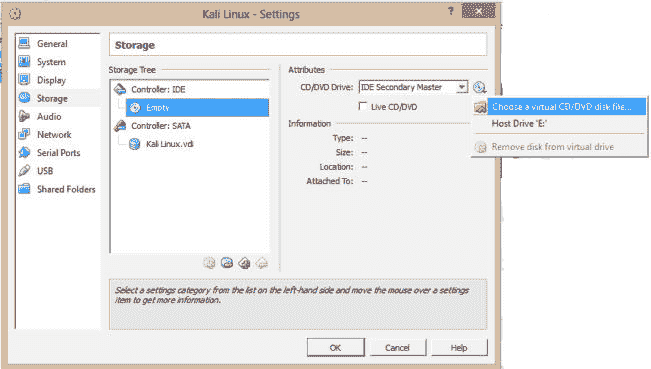 Kali Linux - Settings
?
x
General
System
Display
Storage
Audio
Network
Serial Ports
USB
Shared Folders
Storage
Storage Tree
Controller: IDE
Empty
Controller: SATA
Kali Linux.vdi
Attributes
CD/DVD Drive: IDE Secondary Master
Live CD/DVD
Information
Type: --
Size: --
Location: --
Attached To: --
Choose a virtual CD/DVD disk file...
Host Drive 'E:'
Remove disk from virtual drive
Select a settings category from the list on the left-hand side and move the mouse over a settings
item to get more information.
OK
Cancel
Help